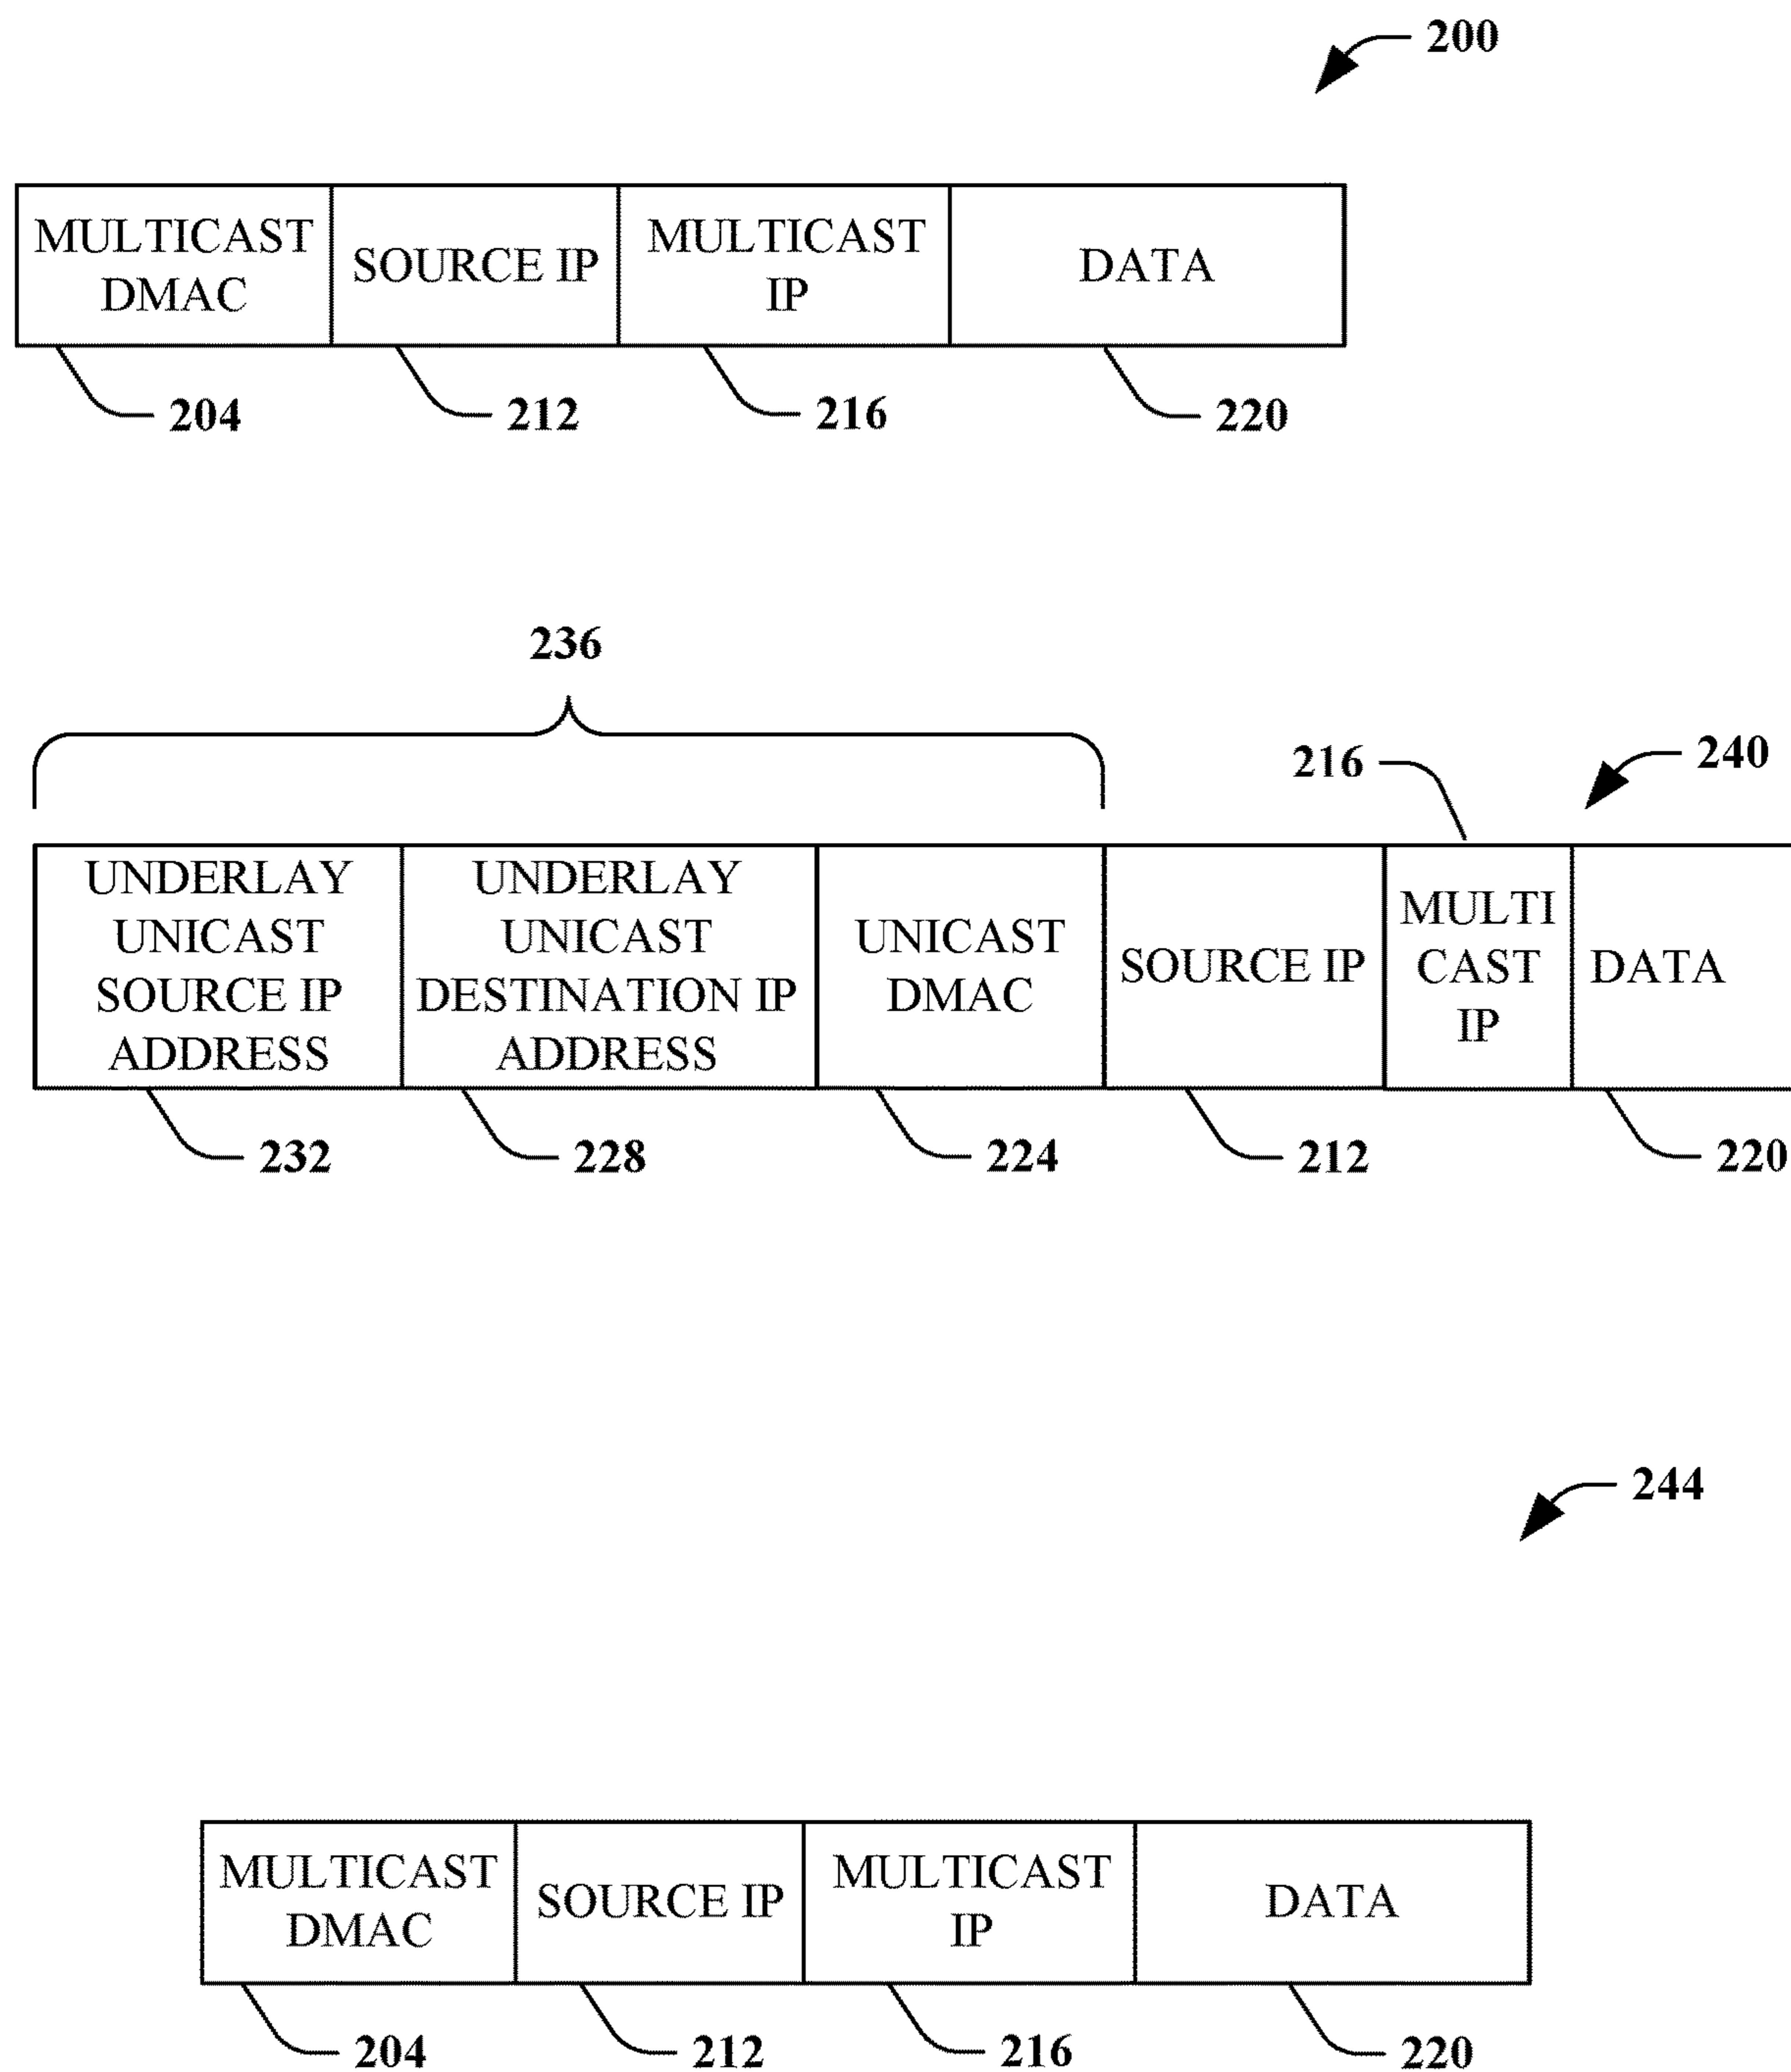 200
MULTICAST
DMAC
SOURCE IP
MULTICAST
IP
DATA
204
212
216
220
236
216
240
UNDERLAY
UNICAST
SOURCE IP
ADDRESS
UNDERLAY
UNICAST
DESTINATION IP
ADDRESS
UNICAST
DMAC
SOURCE IP
MULTI
CAST
IP
DATA
232
228
224
212
220
244
MULTICAST
DMAC
SOURCE IP
MULTICAST
IP
DATA
204
212
216
220